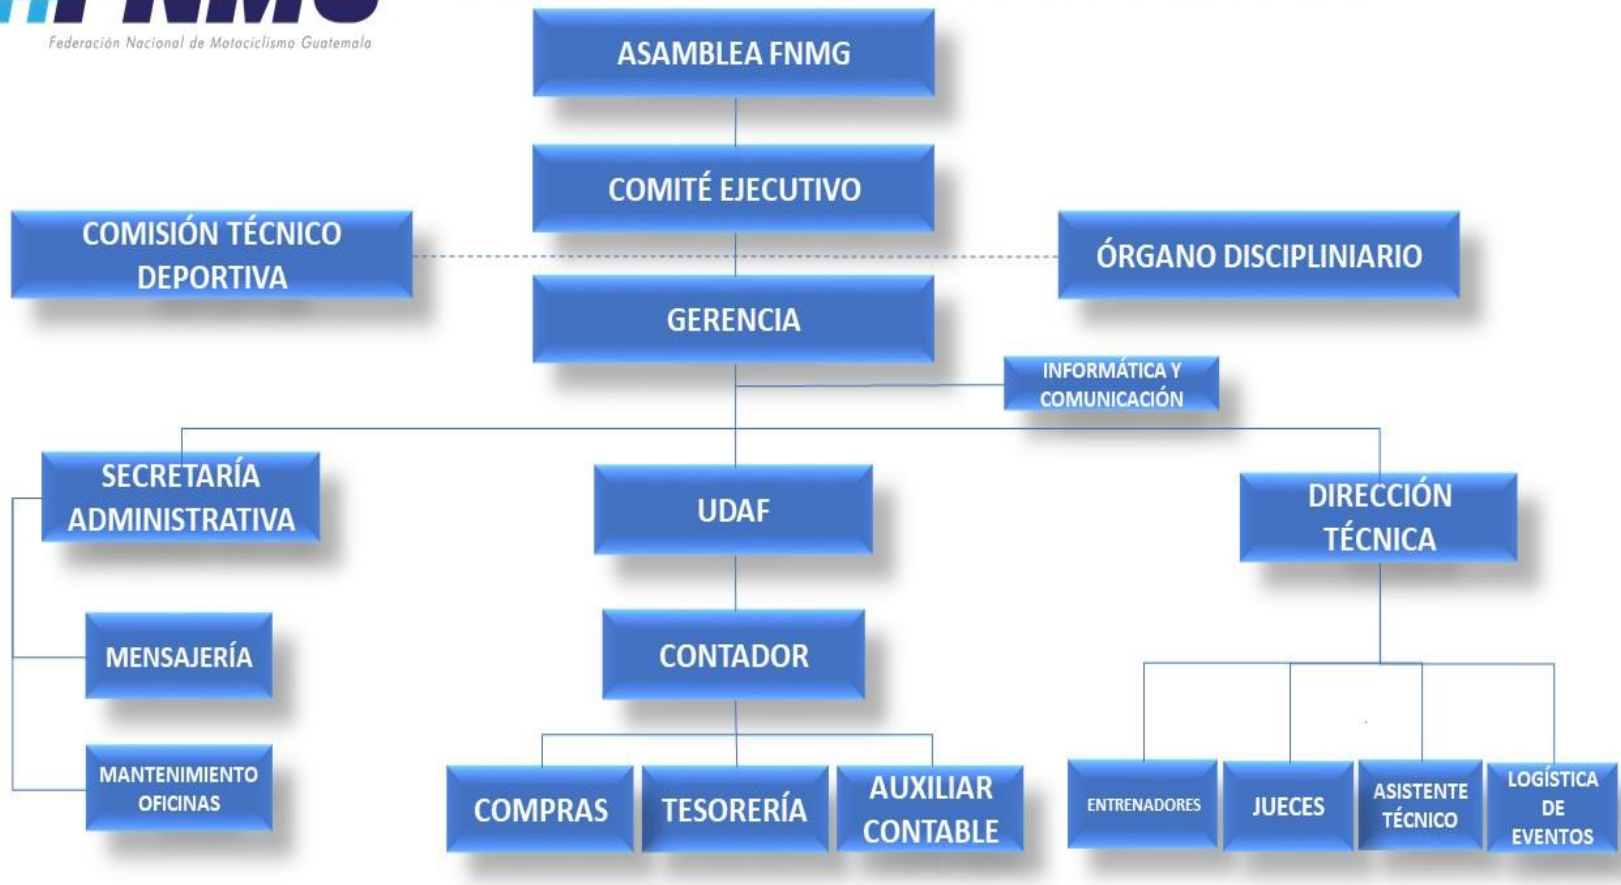 FNMG
Federación Nacional de Motociclismo Guatemala
ASAMBLEA FNMG
COMITÉ EJECUTIVO
COMISIÓN TÉCNICO
DEPORTIVA
ÓRGANO DISCIPLINIARIO
GERENCIA
INFORMÁTICA Y
COMUNICACIÓN
SECRETARÍA
ADMINISTRATIVA
UDAF
DIRECCIÓN
TÉCNICA
MENSAJERÍA
CONTADOR
MANTENIMIENTO
OFICINAS
COMPRAS
TESORERÍA
AUXILIAR
CONTABLE
ENTRENADORES
JUECES
ASISTENTE
TÉCNICO
LOGÍSTICA
DE
EVENTOS